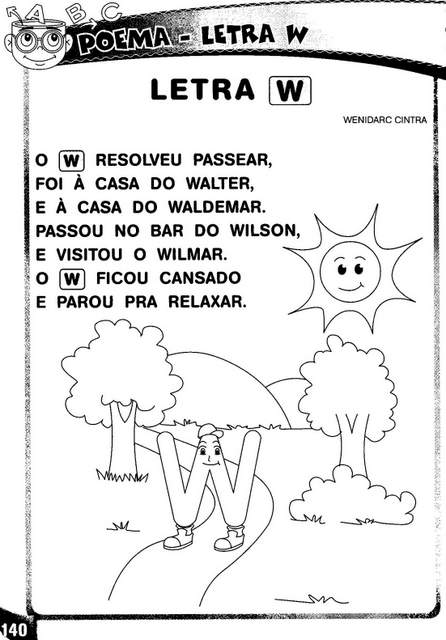 A B C
POEMA - LETRA W
LETRA W
WENIDARC CINTRA
O W RESOLVEU PASSEAR,
FOI À CASA DO WALTER,
E À CASA DO WALDEMAR.
PASSOU NO BAR DO WILSON,
E VISITOU O WILMAR.
O W FICOU CANSADO
E PAROU PRA RELAXAR.
W
140